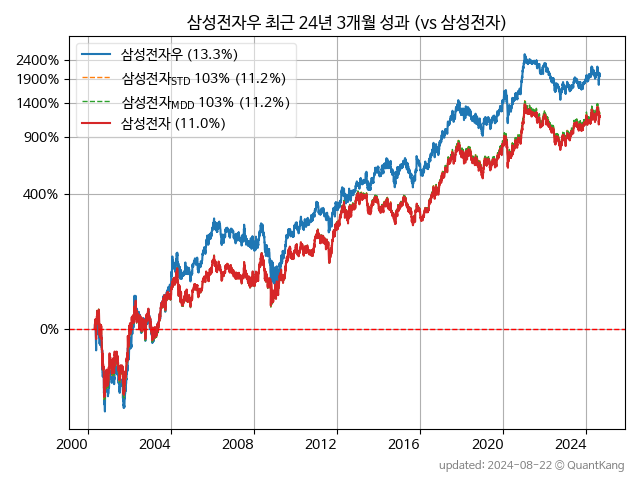 삼성전자우 최근 24년 3개월 성과 (vs 삼성전자)
삼성전자우 (13.3%)
삼성전자STD 103% (11.2%)
삼성전자MDD 103% (11.2%)
삼성전자 (11.0%)
2400%
1900%
1400%
900%
400%
0%
2000 2004 2008 2012 2016 2020 2024
updated: 2024-08-22 © QuantKang